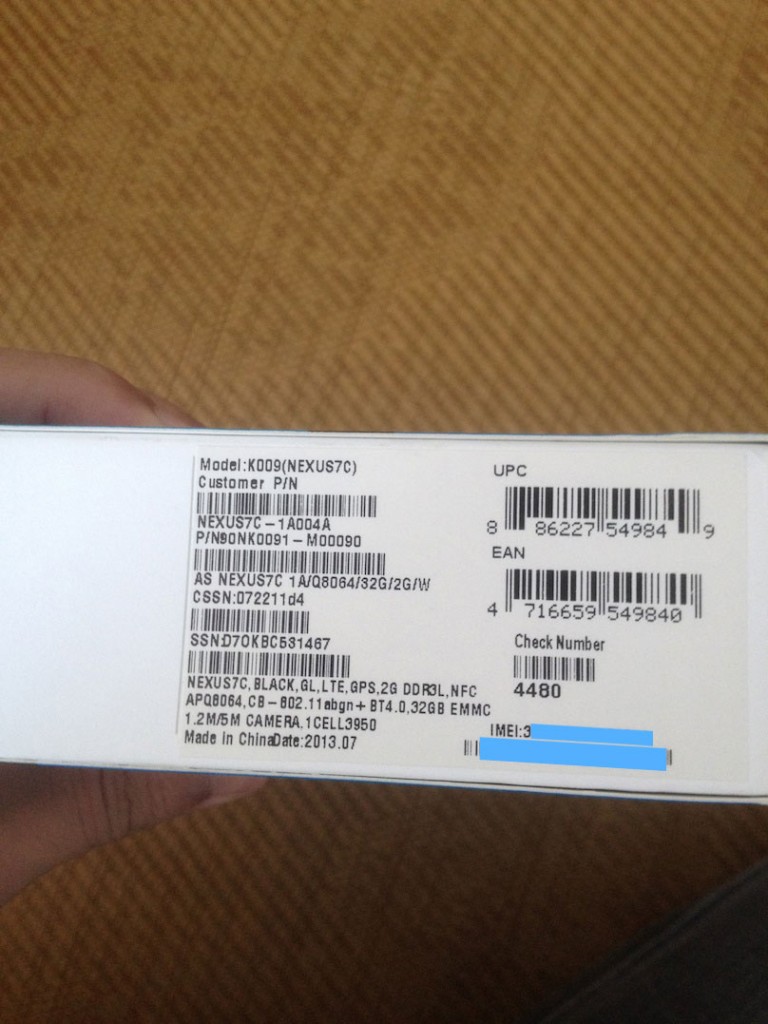 Model:K009(NEXUS7C)
Customer P/N
NEXUS7C-1A004A
P/N90NK0091-M00090
AS NEXUS7C 1A/Q8064/32G/2G/W
CSSN:072211d4
SSN:D7OKBC531467
NEXUS7C,BLACK,GL,LTE,GPS,2G DDR3L,NFC
APQ8064,CB-802.11abgn+BT4.0,32GB EMMC
1.2M/5M CAMERA,1CELL3950
Made in ChinaDate:2013.07
UPC
8 86227 54984 9
EAN
4 716659 549840
Check Number
4480
IMEI:3